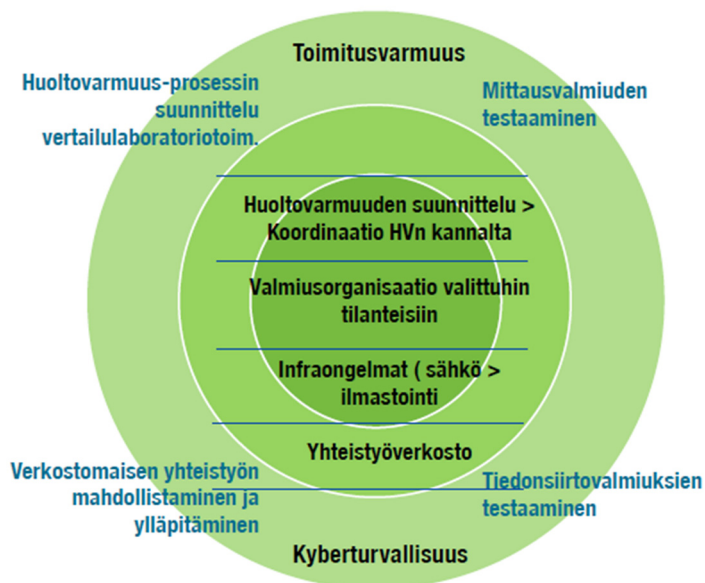 Toimitusvarmuus
Huoltovarmuus-prosessin
suunnittelu
vertailulaboratoriotoim.
Mittausvalmiuden
testaaminen
Huoltovarmuuden suunnittelu >
Koordinaatio HVn kannalta
Valmiusorganisaatio valittuhin
tilanteisiin
Infraongelmat ( sähkö >
ilmastointi
Yhteistyöverkosto
Verkostomaisen yhteistyön
mahdollistaminen ja
ylläpitäminen
Tiedonsiirtovalmiuksien
testaaminen
Kyberturvallisuus